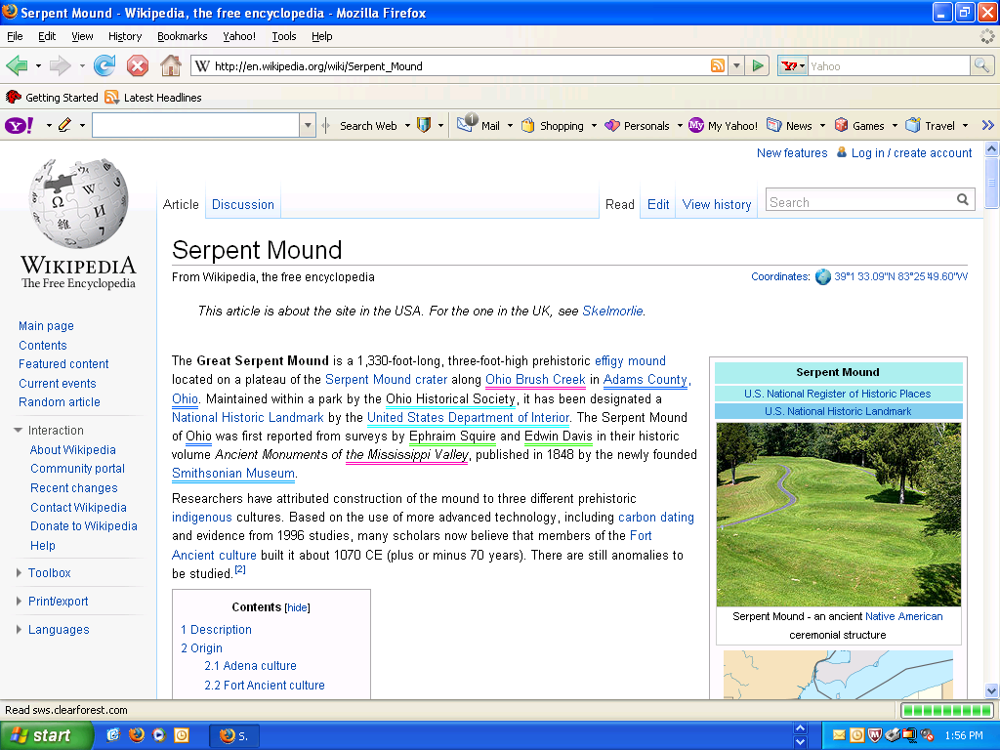 Serpent Mound - Wikipedia, the free encyclopedia - Mozilla Firefox
File Edit View History Bookmarks Yahoo! Tools Help
W http://en.wikipedia.org/wiki/Serpent_Mound Yahoo
Getting Started Latest Headlines
Y! Search Web 1 Mail Shopping Personals My Yahoo! News Games Travel
New features Log in / create account
Article Discussion Read Edit View history Search
WIKIPEDIA
The Free Encyclopedia
Main page
Contents
Featured content
Current events
Random article
Interaction
About Wikipedia
Community portal
Recent changes
Contact Wikipedia
Donate to Wikipedia
Help
Toolbox
Print/export
Languages
Serpent Mound
From Wikipedia, the free encyclopedia
Coordinates: 39°1′33.09″N 83°25′49.60″W
This article is about the site in the USA. For the one in the UK, see Skelmorlie.
The Great Serpent Mound is a 1,330-foot-long, three-foot-high prehistoric effigy mound
located on a plateau of the Serpent Mound crater along Ohio Brush Creek in Adams County,
Ohio. Maintained within a park by the Ohio Historical Society, it has been designated a
National Historic Landmark by the United States Department of Interior. The Serpent Mound
of Ohio was first reported from surveys by Ephraim Squire and Edwin Davis in their historic
volume Ancient Monuments of the Mississippi Valley, published in 1848 by the newly founded
Smithsonian Museum.
Researchers have attributed construction of the mound to three different prehistoric
indigenous cultures. Based on the use of more advanced technology, including carbon dating
and evidence from 1996 studies, many scholars now believe that members of the Fort
Ancient culture built it about 1070 CE (plus or minus 70 years). There are still anomalies to
be studied.[2]
Contents [hide]
1 Description
2 Origin
2.1 Adena culture
2.2 Fort Ancient culture
Serpent Mound
U.S. National Register of Historic Places
U.S. National Historic Landmark
Serpent Mound - an ancient Native American
ceremonial structure
Read sws.clearforest.com
start S. 1:56 PM